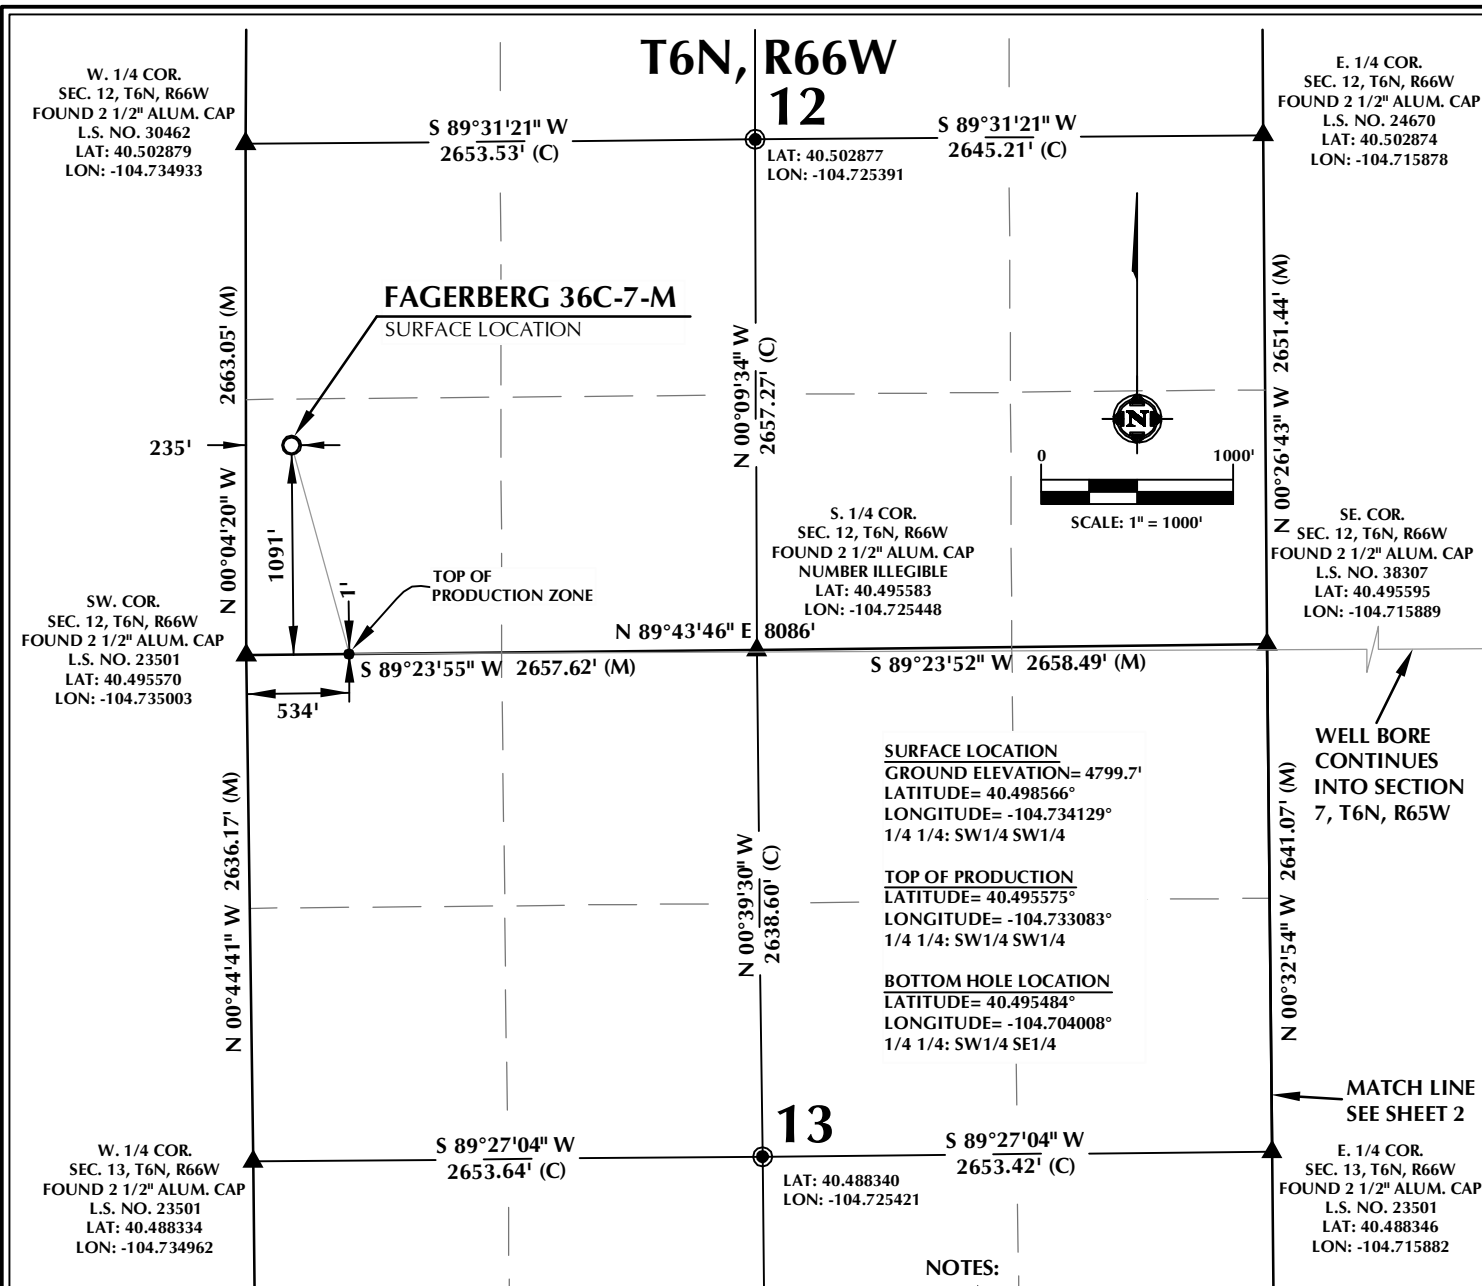 T6N, R66W
12
W. 1/4 COR.
SEC. 12, T6N, R66W
FOUND 2 1/2" ALUM. CAP
L.S. NO. 30462
LAT: 40.502879
LON: -104.734933
S 89°31'21" W
2653.53' (C)
LAT: 40.502877
LON: -104.725391
S 89°31'21" W
2645.21' (C)
E. 1/4 COR.
SEC. 12, T6N, R66W
FOUND 2 1/2" ALUM. CAP
L.S. NO. 24670
LAT: 40.502874
LON: -104.715878
FAGERBERG 36C-7-M
SURFACE LOCATION
N 00°04'20" W 2663.05' (M)
N 00°09'34" W
2657.27' (C)
N 00°26'43" W 2651.44' (M)
N
0 1000'
SCALE: 1" = 1000'
235'
1091'
1'
TOP OF
PRODUCTION ZONE
S. 1/4 COR.
SEC. 12, T6N, R66W
FOUND 2 1/2" ALUM. CAP
NUMBER ILLEGIBLE
LAT: 40.495583
LON: -104.725448
SE. COR.
SEC. 12, T6N, R66W
FOUND 2 1/2" ALUM. CAP
L.S. NO. 38307
LAT: 40.495595
LON: -104.715889
SW. COR.
SEC. 12, T6N, R66W
FOUND 2 1/2" ALUM. CAP
L.S. NO. 23501
LAT: 40.495570
LON: -104.735003
N 89°43'46" E 8086'
S 89°23'55" W 2657.62' (M)
S 89°23'52" W 2658.49' (M)
534'
WELL BORE
CONTINUES
INTO SECTION
7, T6N, R65W
SURFACE LOCATION
GROUND ELEVATION= 4799.7'
LATITUDE= 40.498566°
LONGITUDE= -104.734129°
1/4 1/4: SW1/4 SW1/4
TOP OF PRODUCTION
LATITUDE= 40.495575°
LONGITUDE= -104.733083°
1/4 1/4: SW1/4 SW1/4
BOTTOM HOLE LOCATION
LATITUDE= 40.495484°
LONGITUDE= -104.704008°
1/4 1/4: SW1/4 SE1/4
N 00°44'41" W 2636.17' (M)
N 00°39'30" W
2638.60' (C)
N 00°32'54" W 2641.07' (M)
MATCH LINE
SEE SHEET 2
13
W. 1/4 COR.
SEC. 13, T6N, R66W
FOUND 2 1/2" ALUM. CAP
L.S. NO. 23501
LAT: 40.488334
LON: -104.734962
S 89°27'04" W
2653.64' (C)
LAT: 40.488340
LON: -104.725421
S 89°27'04" W
2653.42' (C)
E. 1/4 COR.
SEC. 13, T6N, R66W
FOUND 2 1/2" ALUM. CAP
L.S. NO. 23501
LAT: 40.488346
LON: -104.715882
NOTES: